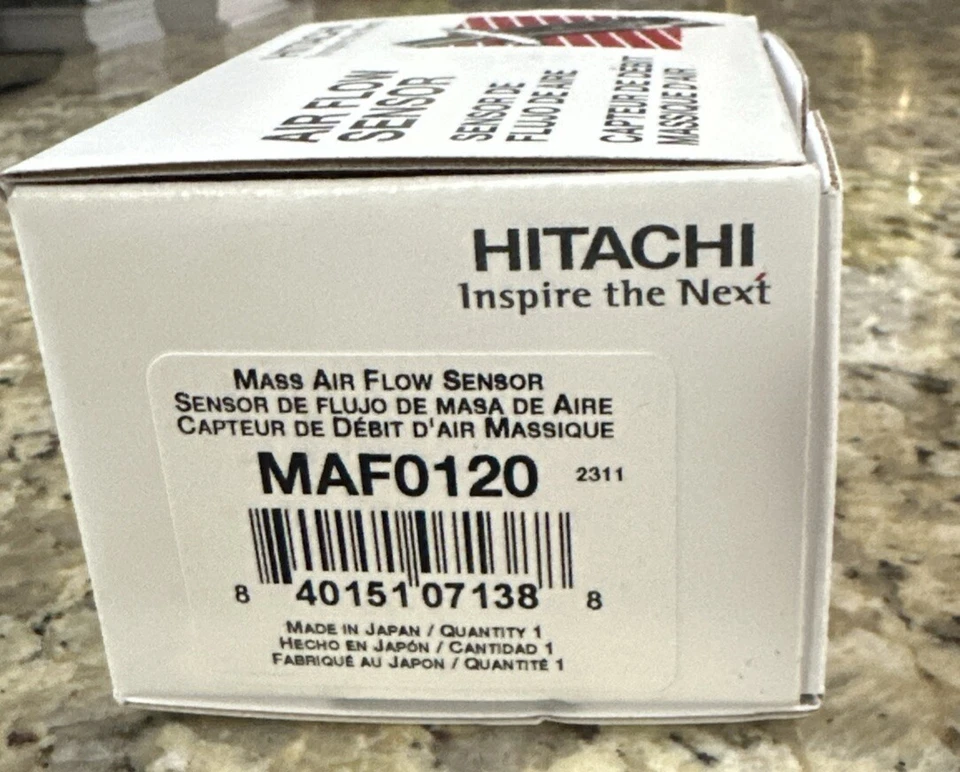 HITACHI
AIR FLOW
SENSOR
SENSOR DE
FLUJO DE AIRE
CAPTEUR DE DÉBIT
MASSIQUE D'AIR
HITACHI
Inspire the Next
MASS AIR FLOW SENSOR
SENSOR DE FLUJO DE MASA DE AIRE
CAPTEUR DE DÉBIT D'AIR MASSIQUE
MAF0120 2311
8 40151 07138 8
MADE IN JAPAN / QUANTITY 1
HECHO EN JAPÓN / CANTIDAD 1
FABRIQUÉ AU JAPON / QUANTITÉ 1